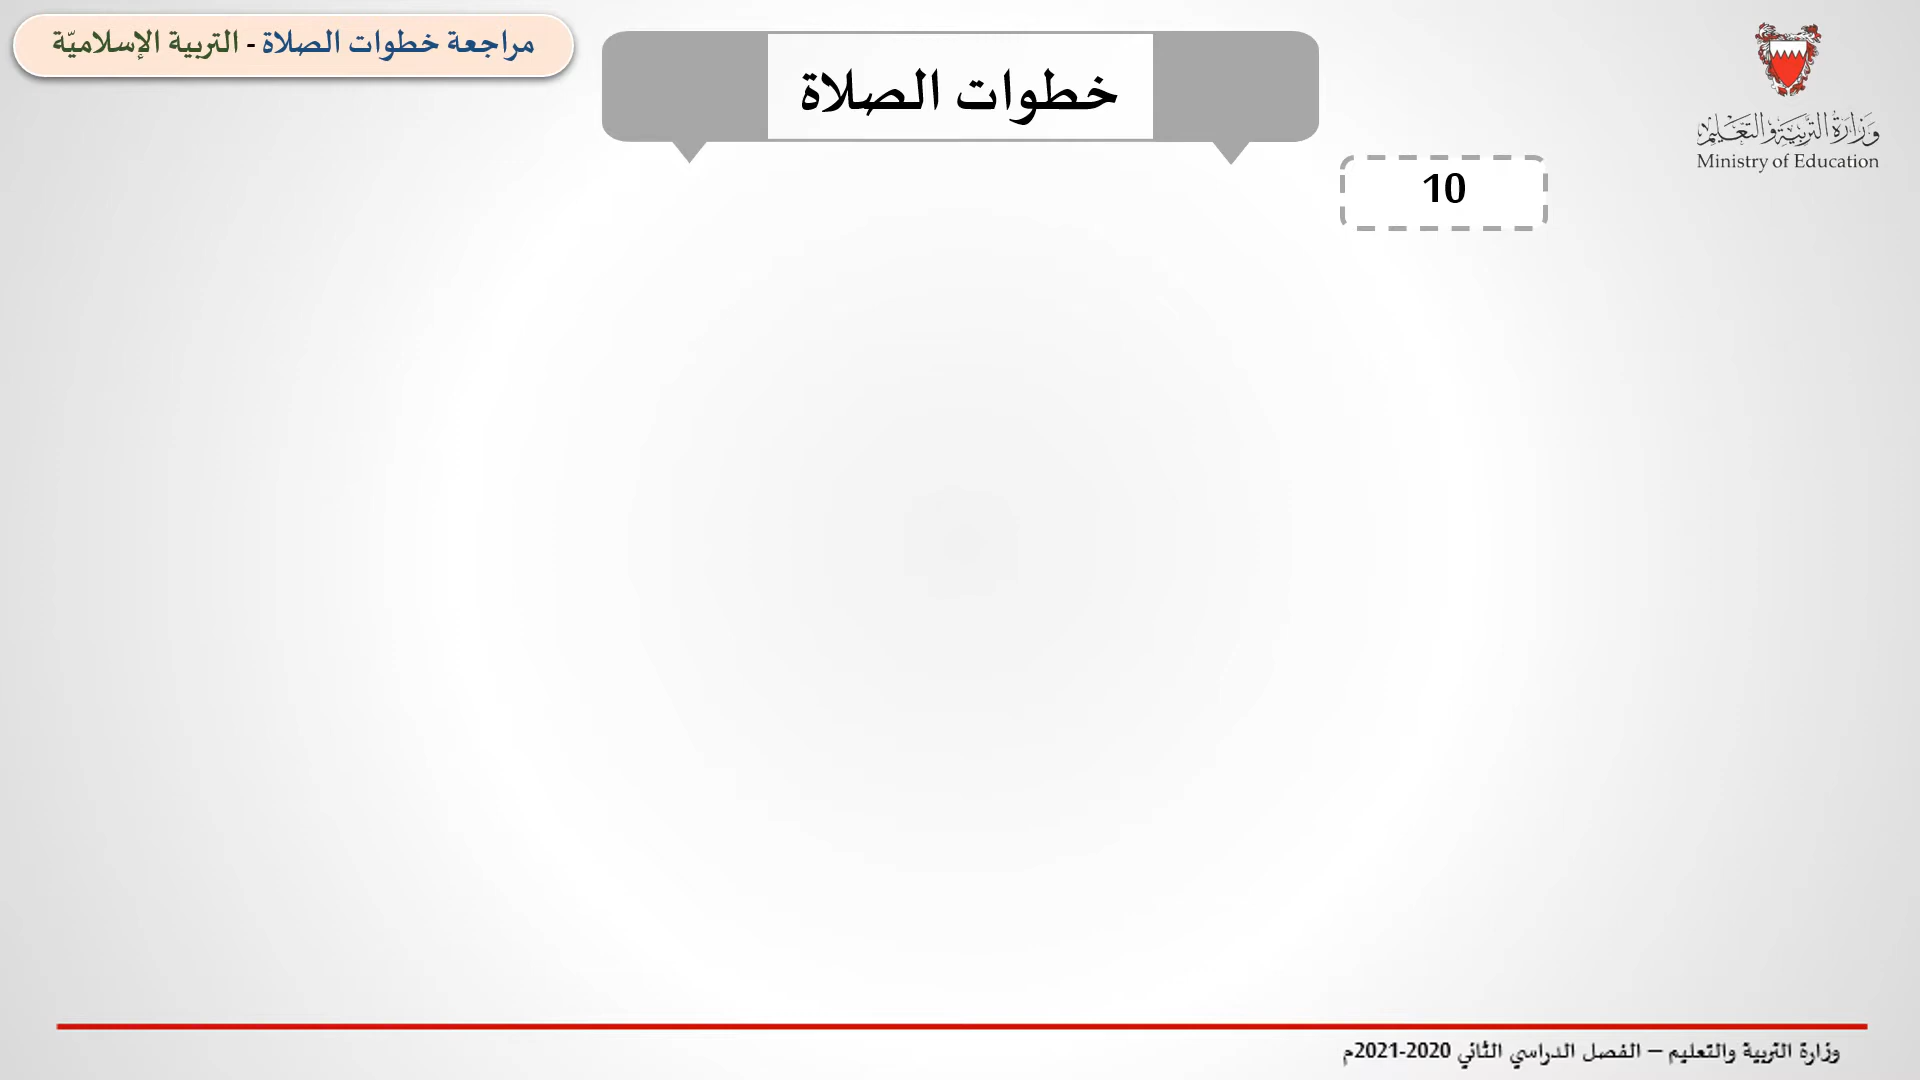 مراجعة خطوات الصلاة - التربية الإسلاميّة
خطوات الصلاة
وزارة التربية والتعليم
Ministry of Education
10
وزارة التربية والتعليم – الفصل الدراسي الثاني 2020-2021م